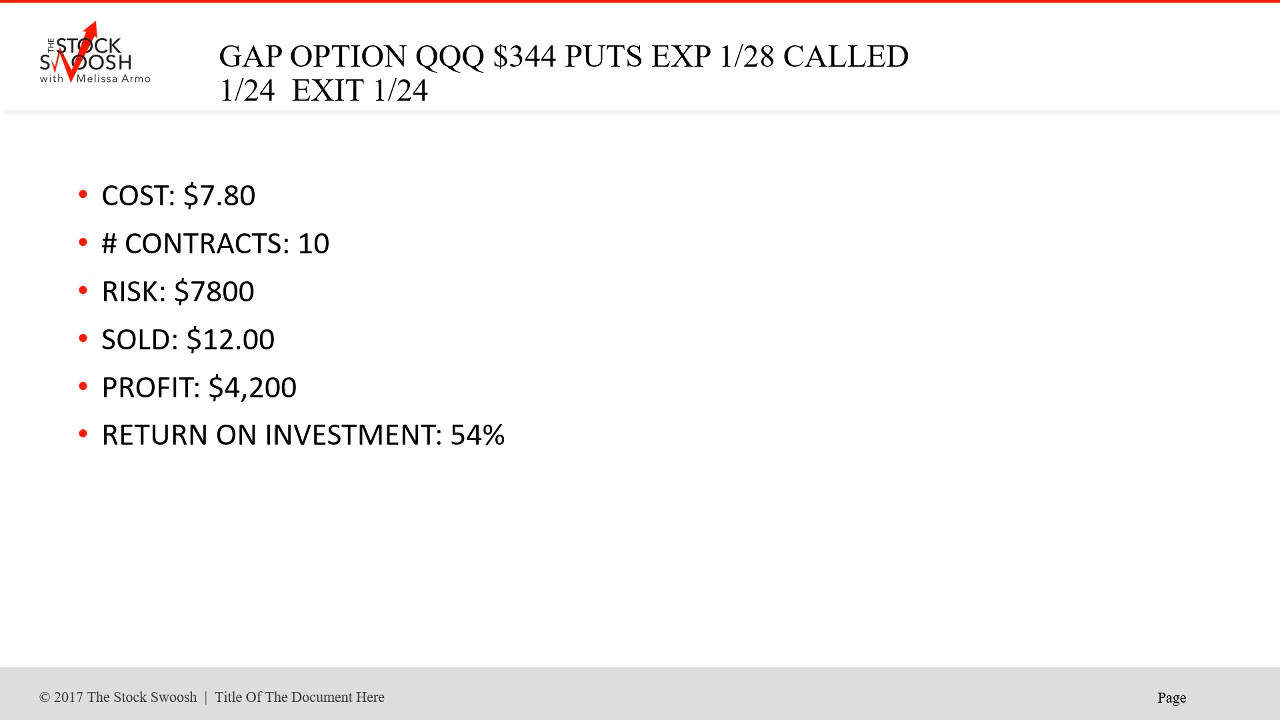 THE
STOCK
SWOOSH
with Melissa Armo
GAP OPTION QQQ $344 PUTS EXP 1/28 CALLED
1/24  EXIT 1/24
• COST: $7.80
• # CONTRACTS: 10
• RISK: $7800
• SOLD: $12.00
• PROFIT: $4,200
• RETURN ON INVESTMENT: 54%
© 2017 The Stock Swoosh | Title Of The Document Here
Page